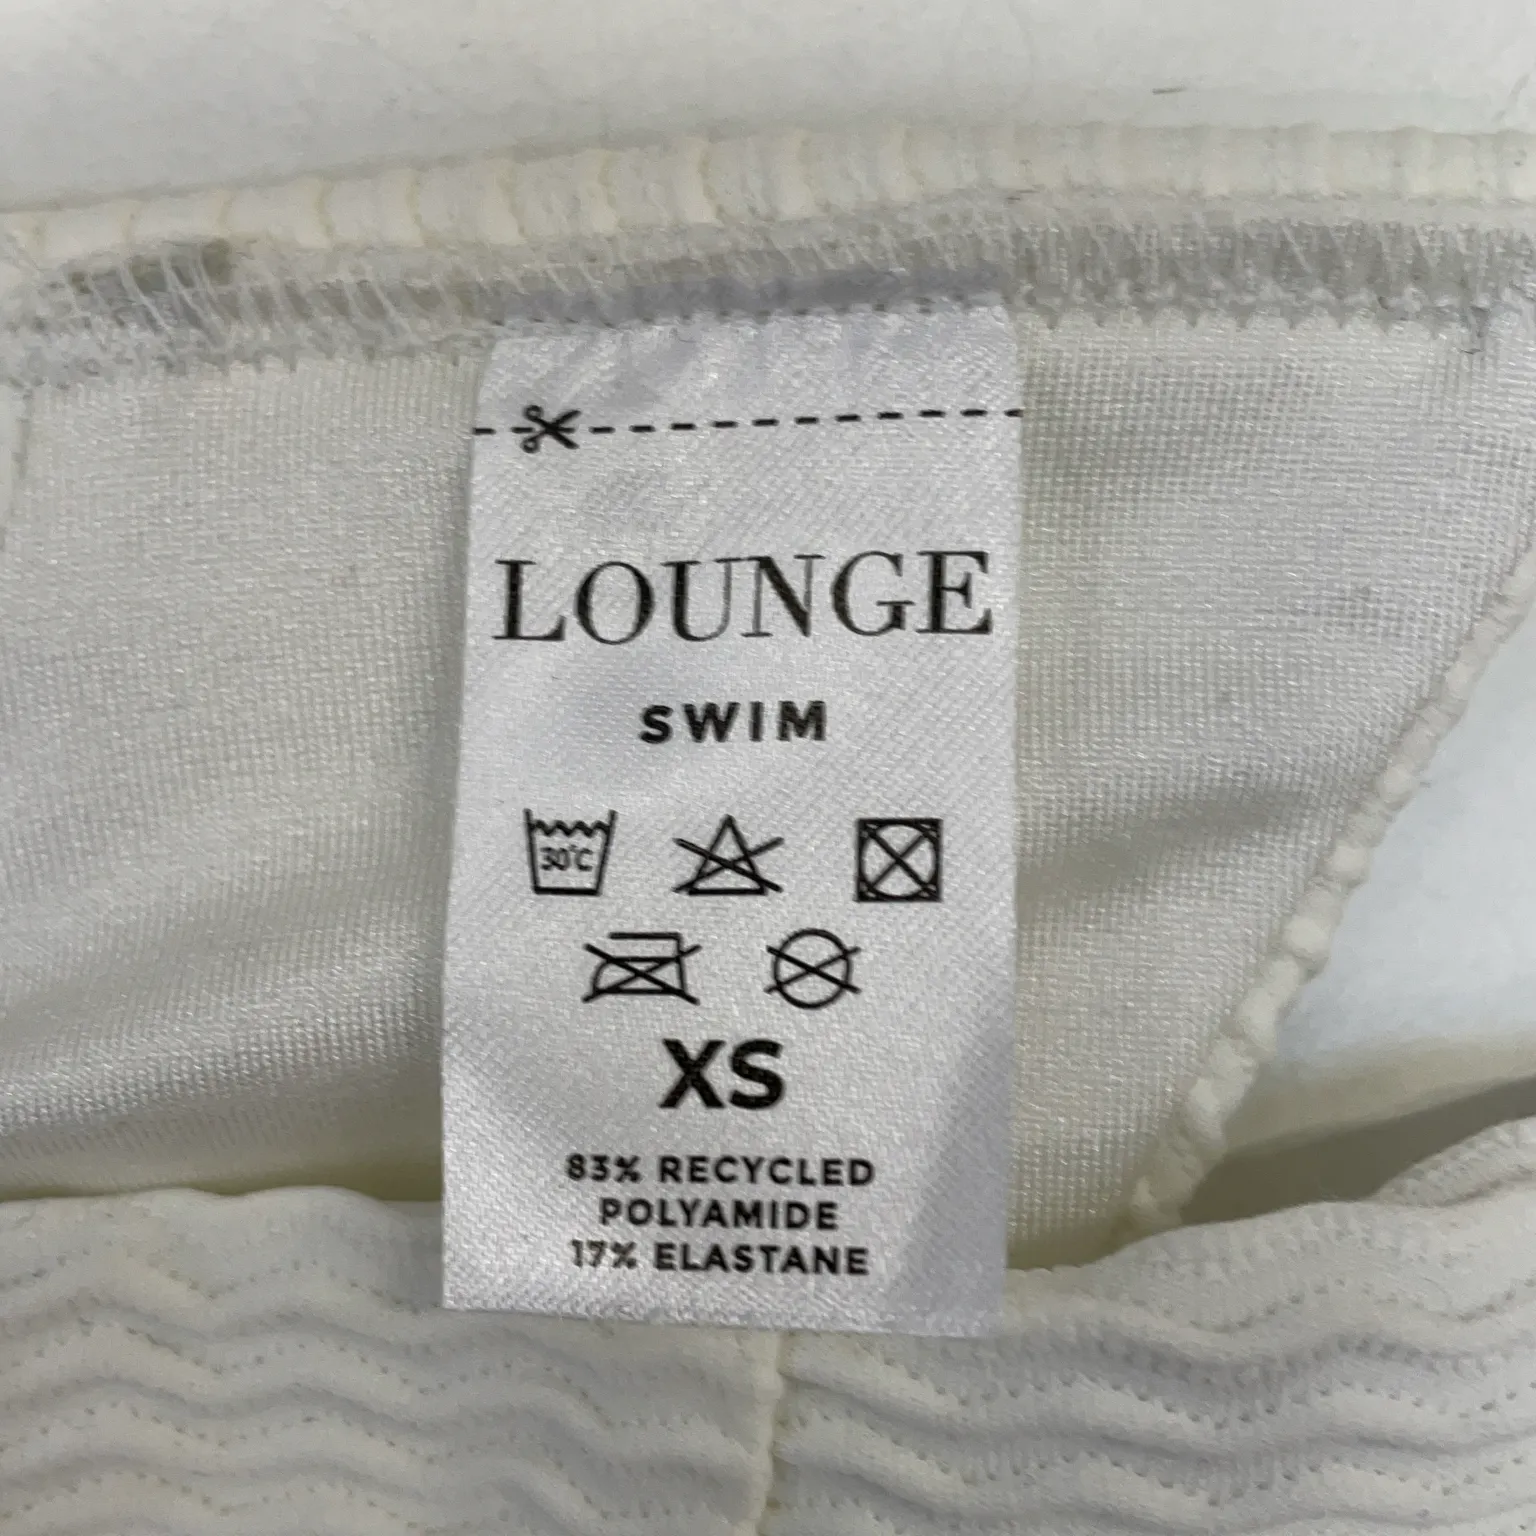 LOUNGE
SWIM
30°C
XS
83% RECYCLED
POLYAMIDE
17% ELASTANE